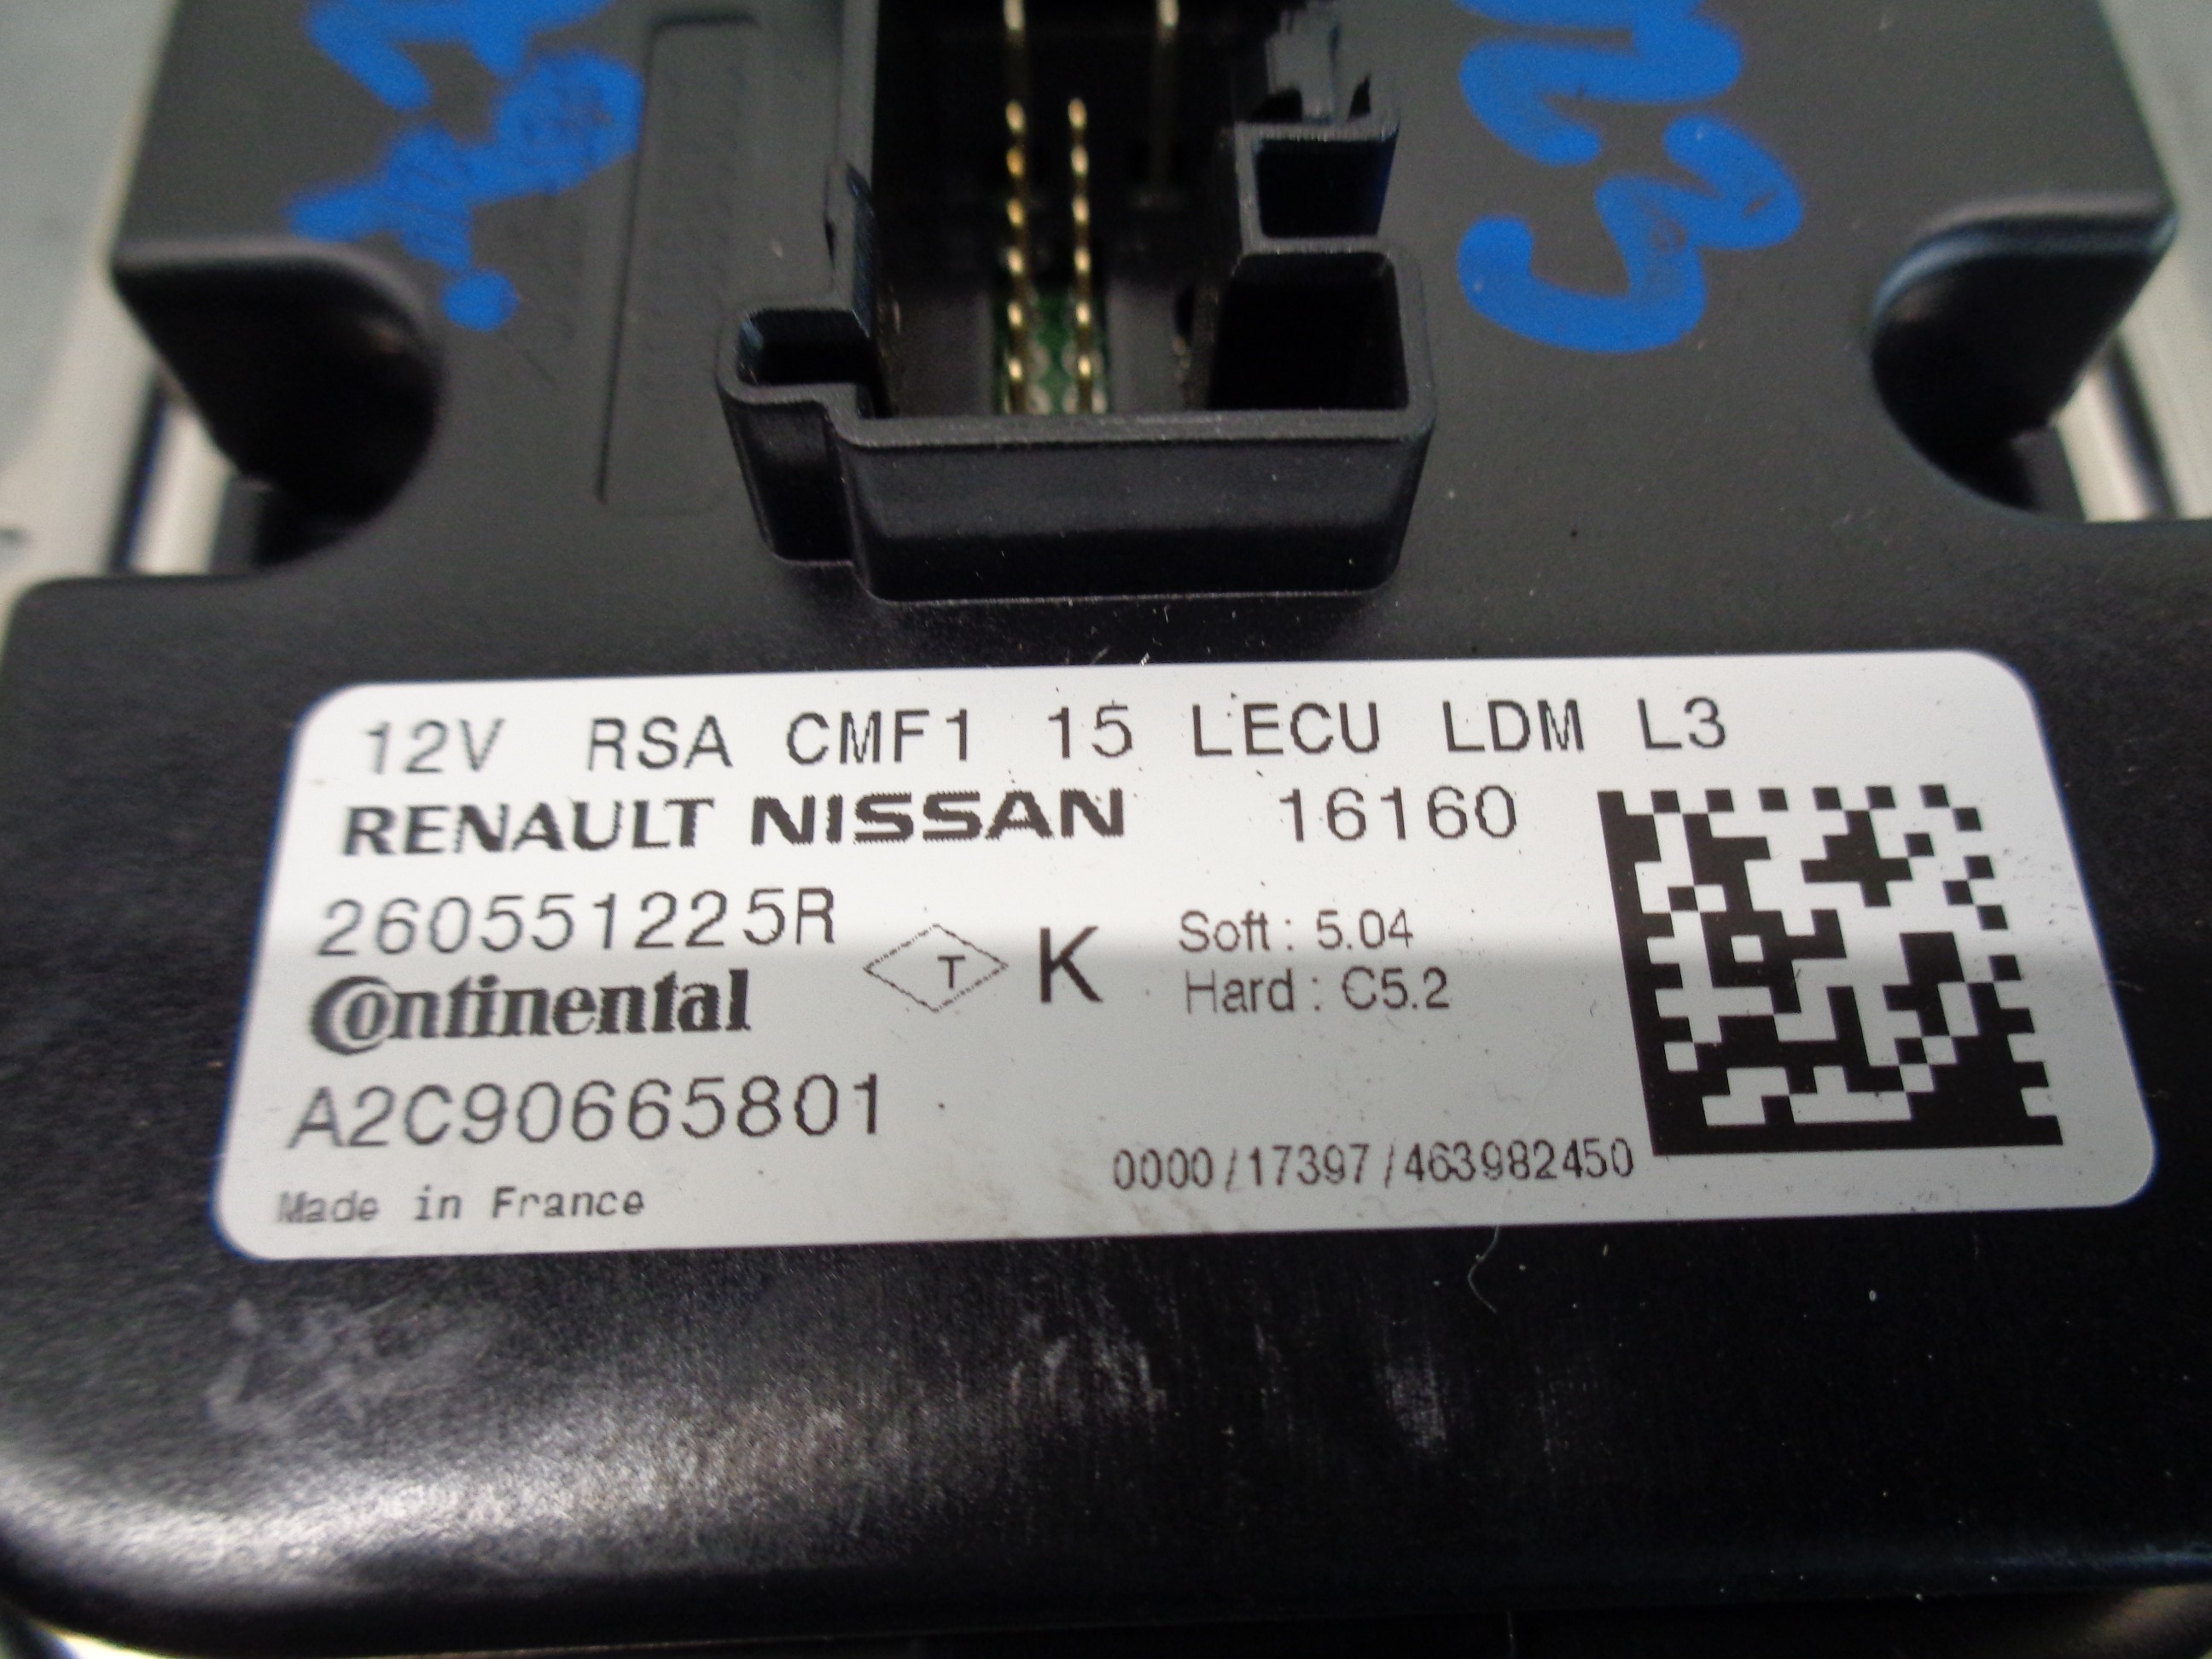 12V RSA CMF1 15 LECU LDM L3
RENAULT NISSAN 16160
260551225R
Continental T K Soft : 5.04
Hard : C5.2
A2C90665801
0000/17397/463982450
Made in France